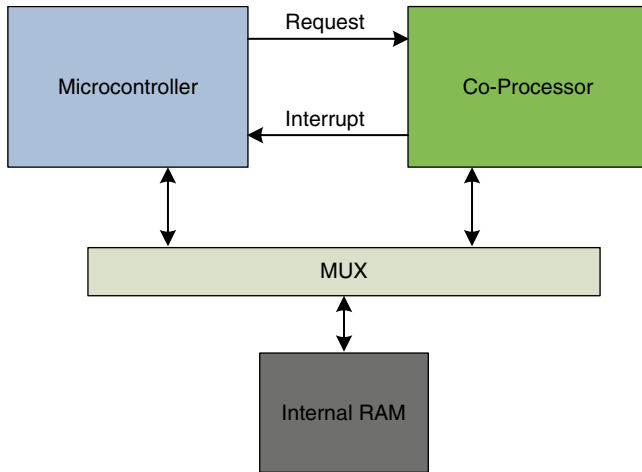 Request
Microcontroller
Co-Processor
Interrupt
MUX
Internal RAM